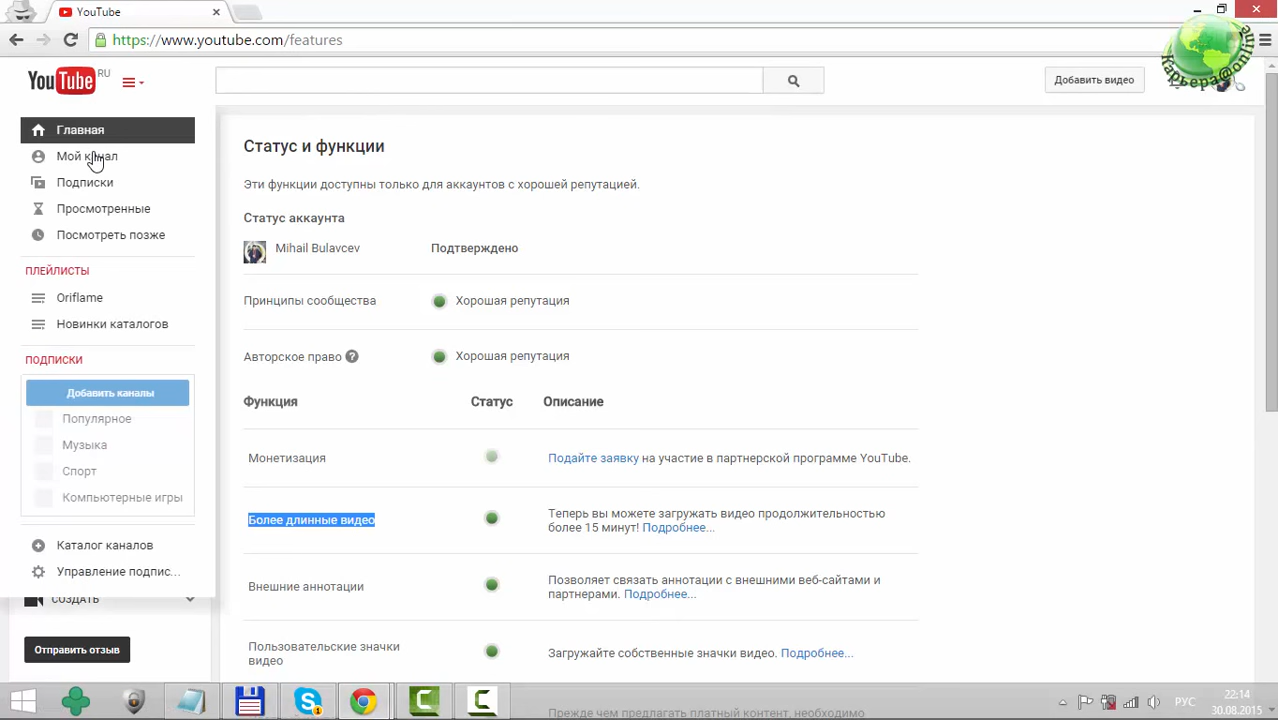 YouTube
https://www.youtube.com/features
Карьера@online
YouTube RU
Добавить видео
Главная
Мой канал
Подписки
Просмотренные
Посмотреть позже
ПЛЕЙЛИСТЫ
Oriflame
Новинки каталогов
ПОДПИСКИ
Добавить каналы
Популярное
Музыка
Спорт
Компьютерные игры
Каталог каналов
Управление подпис...
СОЗДАТЬ
Отправить отзыв
Статус и функции
Эти функции доступны только для аккаунтов с хорошей репутацией.
Статус аккаунта
Mihail Bulavcev Подтверждено
Принципы сообщества Хорошая репутация
Авторское право ? Хорошая репутация
Функция Статус Описание
Монетизация Подайте заявку на участие в партнерской программе YouTube.
Более длинные видео Теперь вы можете загружать видео продолжительностью
более 15 минут! Подробнее...
Внешние аннотации Позволяет связать аннотации с внешними веб-сайтами и
партнерами. Подробнее...
Пользовательские значки
видео Загружайте собственные значки видео. Подробнее...
Прежде чем предлагать платный контент, необходимо
РУС
22:14
30.08.2015